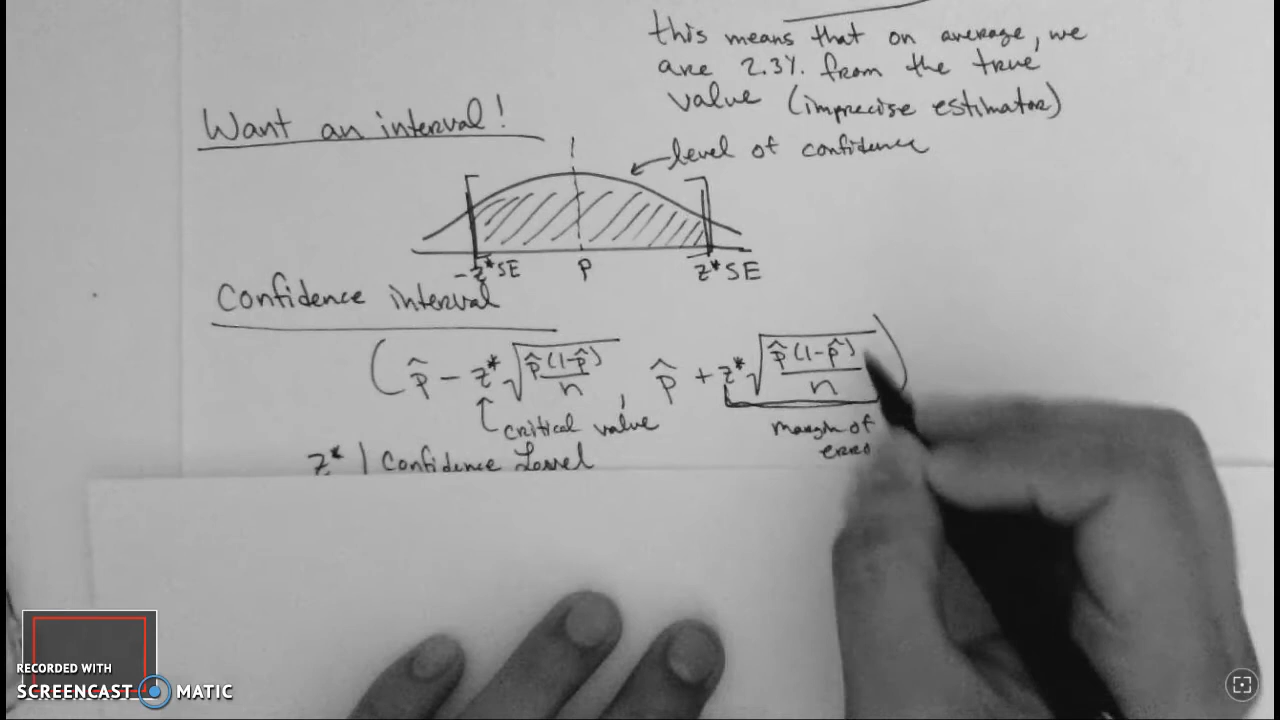 this means that on average, we
are 2.3% from the true
value (imprecise estimator)
Want an interval!
level of confidence
-z*SE p z*SE
Confidence interval
( p̂ - z* √(p̂(1-p̂)/n) , p̂ + z* √(p̂(1-p̂)/n) )
critical value
margin of
erro
z* | Confidence Level
RECORDED WITH
SCREENCAST MATIC